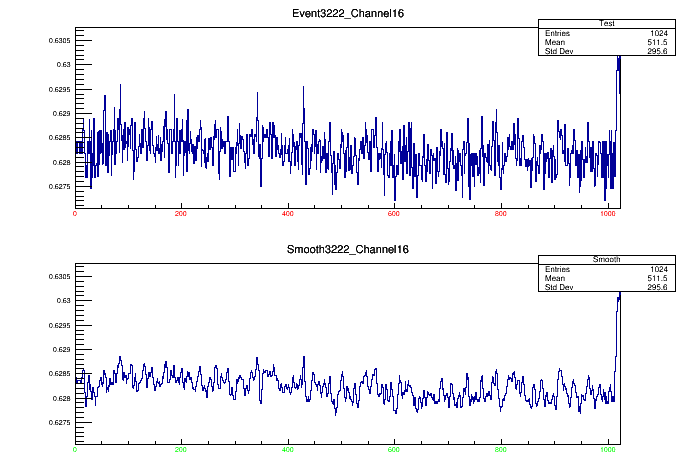 Event3222_Channel16
Test
Entries 1024
Mean 511.5
Std Dev 295.6
0.6305
0.63
0.6295
0.629
0.6285
0.628
0.6275
0 200 400 600 800 1000
Smooth3222_Channel16
Smooth
Entries 1024
Mean 511.5
Std Dev 295.6
0.6305
0.63
0.6295
0.629
0.6285
0.628
0.6275
0.627
0 200 400 600 800 1000